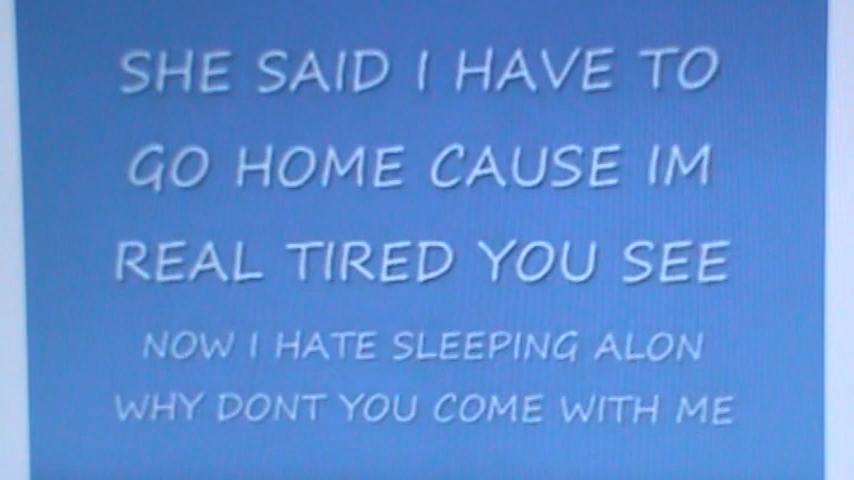 SHE SAID I HAVE TO
GO HOME CAUSE IM
REAL TIRED YOU SEE
NOW I HATE SLEEPING ALON
WHY DONT YOU COME WITH ME